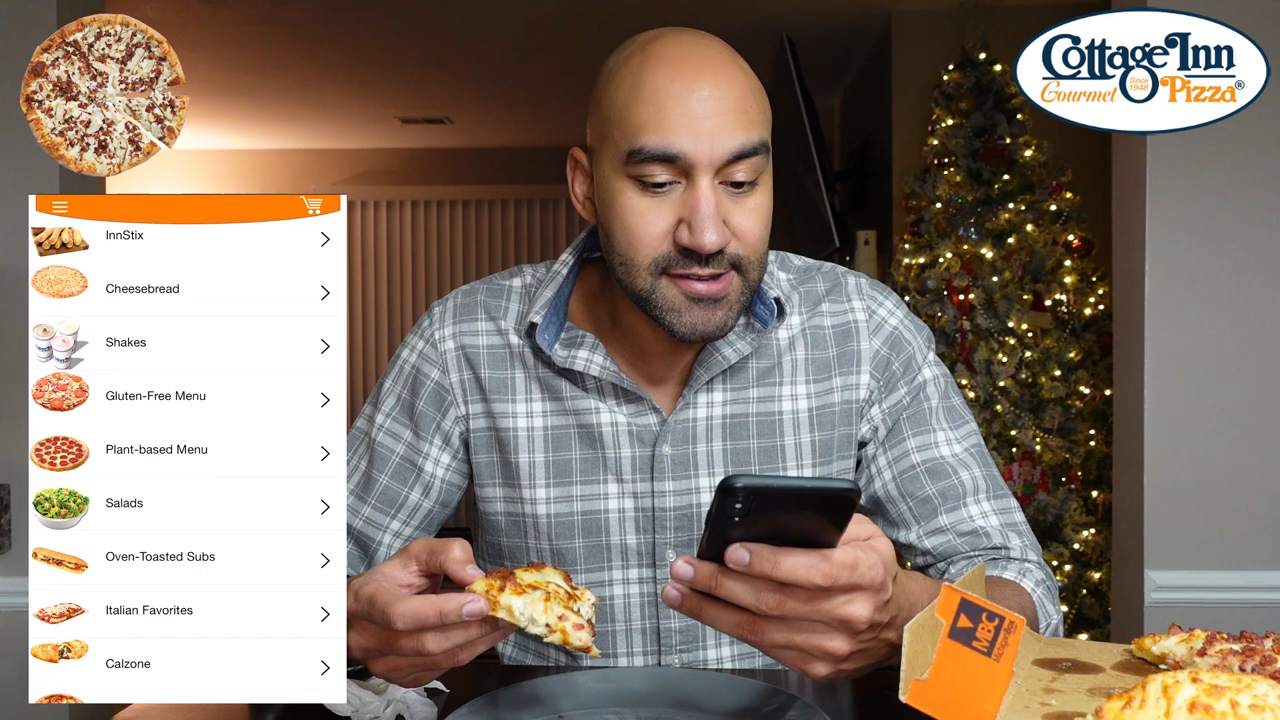 Cottage Inn
Since
1948
Gourmet Pizza®
InnStix
Cheesebread
Shakes
Gluten-Free Menu
Plant-based Menu
Salads
Oven-Toasted Subs
Italian Favorites
Calzone
MBC